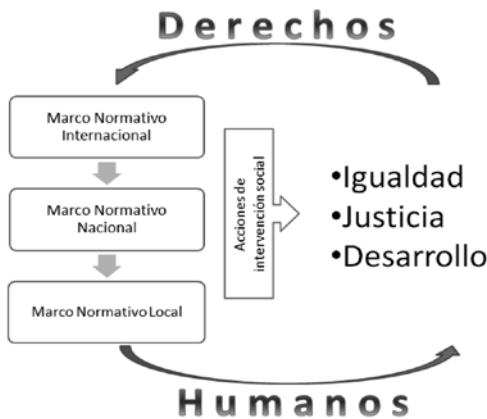 Derechos
Marco Normativo
Internacional
Marco Normativo
Nacional
Marco Normativo Local
Acciones de
intervención social
•Igualdad
•Justicia
•Desarrollo
Humanos